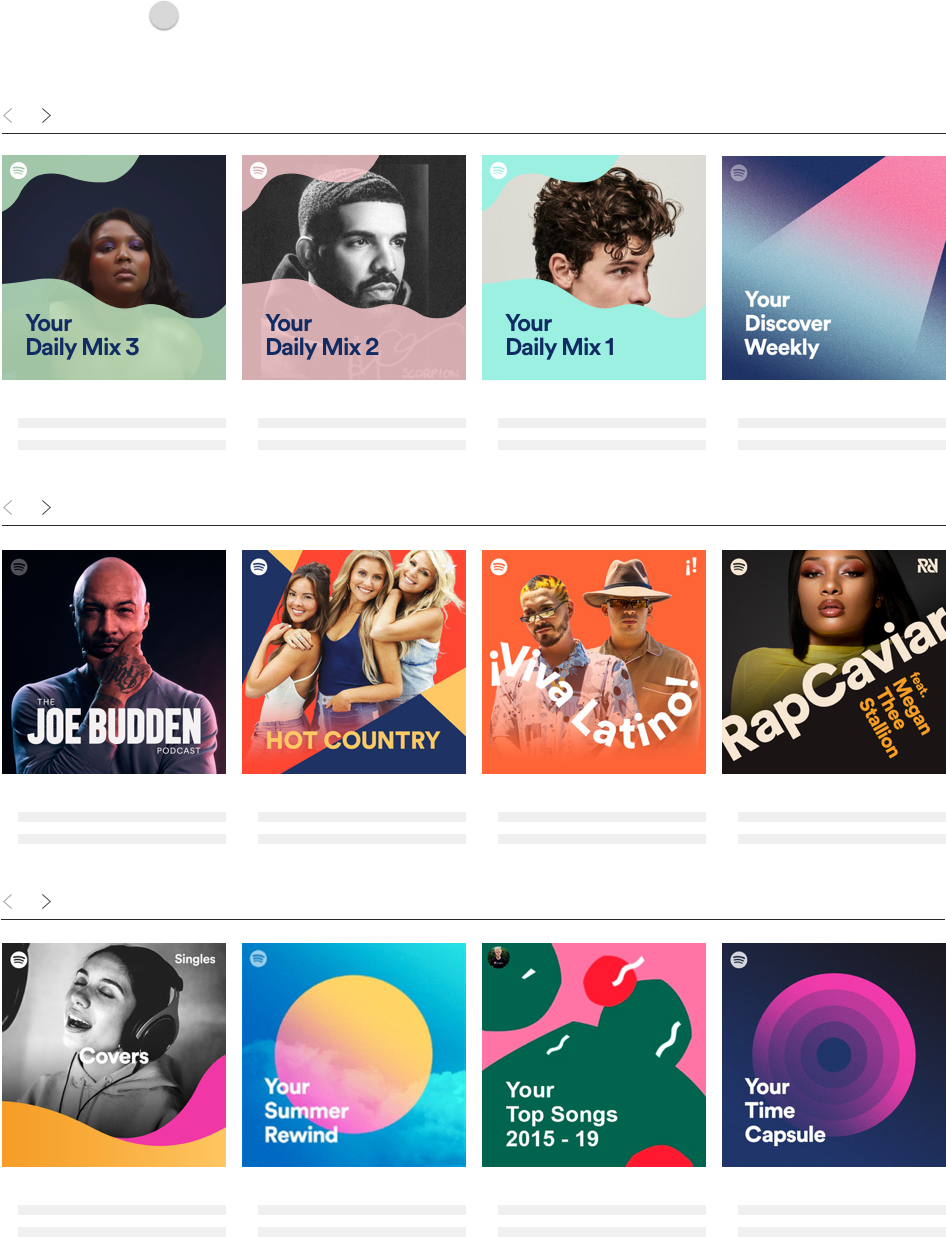 Your
Daily Mix 3
Your
Daily Mix 2
SCORPION
Your
Daily Mix 1
Your
Discover
Weekly
THE
JOE BUDDEN
PODCAST
HOT COUNTRY
¡!
¡Viva
Latino!
RapCaviar
feat.
Megan
Thee
Stallion
Singles
Covers
Your
Summer
Rewind
Your
Top Songs
2015 - 19
Your
Time
Capsule